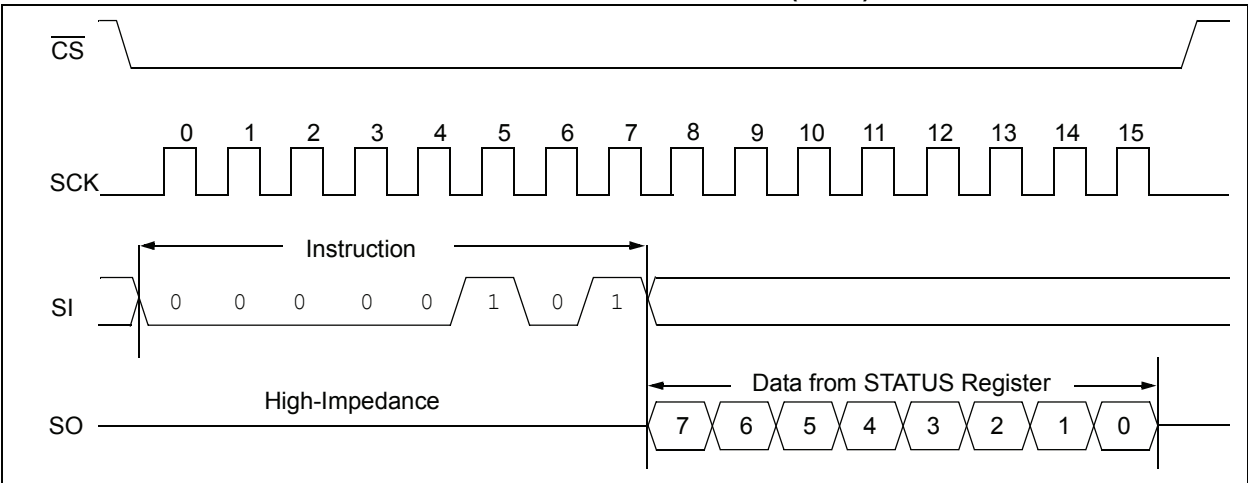 CS
0 1 2 3 4 5 6 7 8 9 10 11 12 13 14 15
SCK
Instruction
SI 0 0 0 0 0 1 0 1
Data from STATUS Register
High-Impedance
SO 7 6 5 4 3 2 1 0